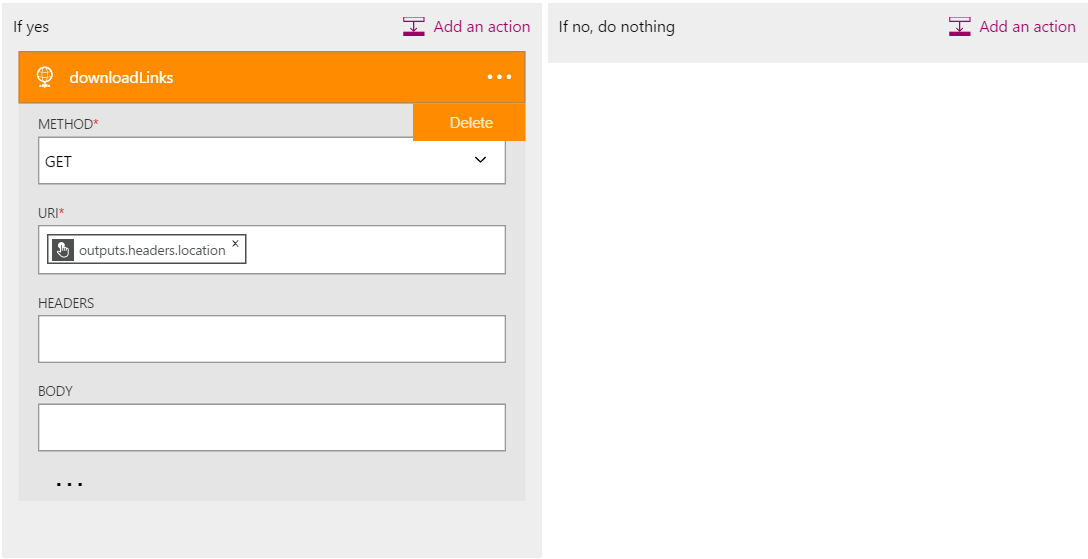 If yes
Add an action
downloadLinks
...
Delete
METHOD*
GET
URI*
outputs.headers.location ×
HEADERS
BODY
...
If no, do nothing
Add an action